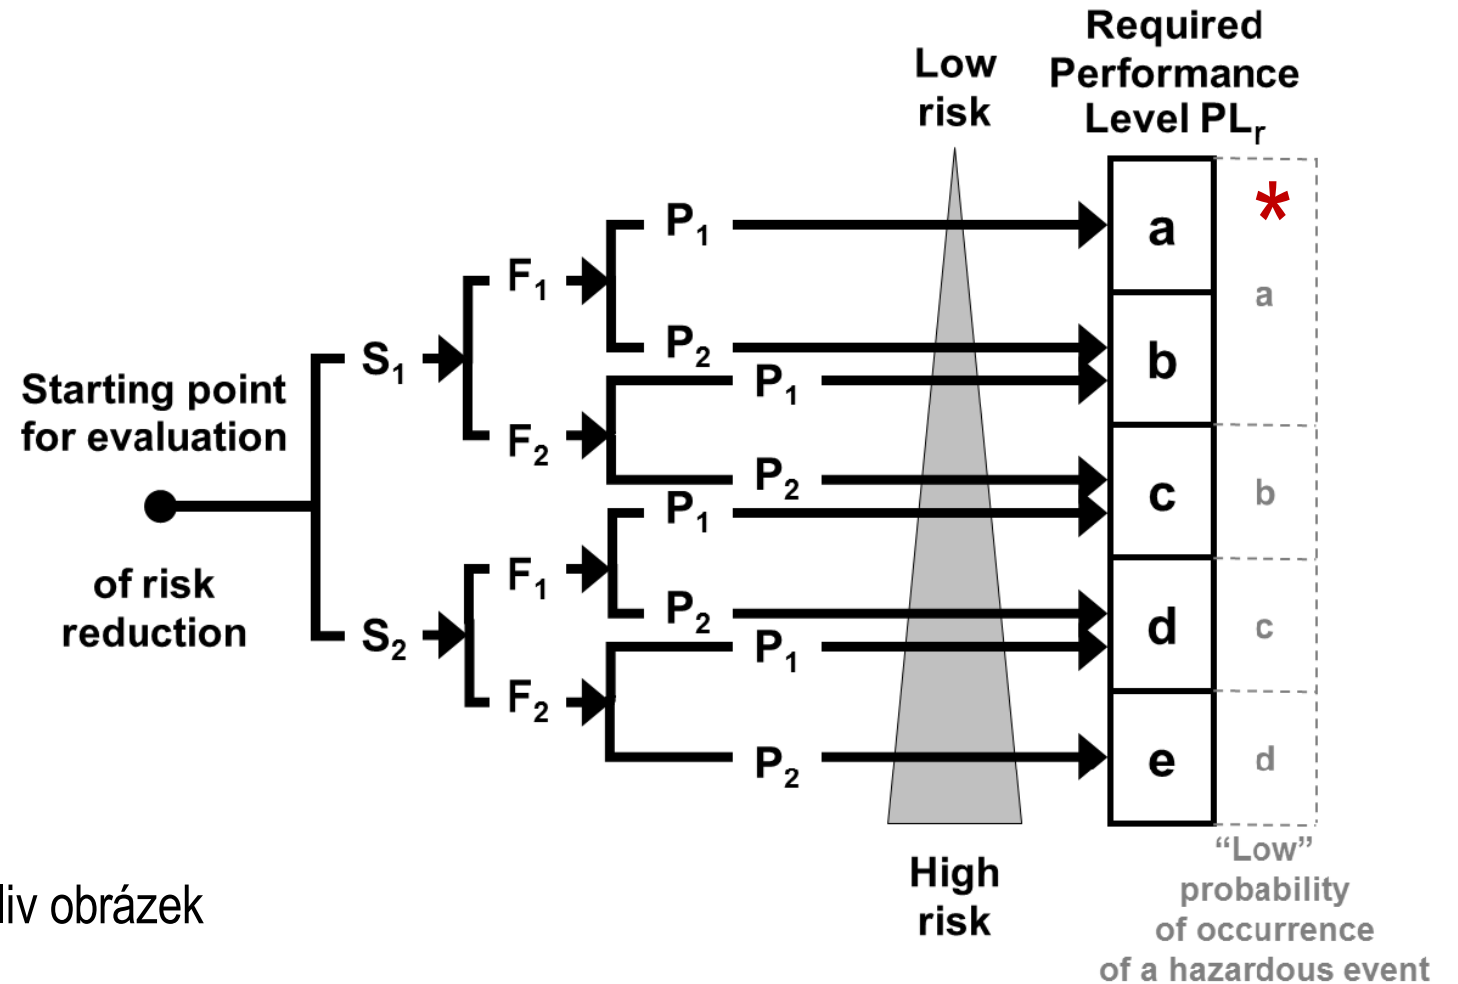 Required
Performance
Level PLr
Low
risk
*
a
a
b
c
b
d
c
e
d
P1
F1
P2
S1
P1
F2
P2
Starting point
for evaluation
of risk
reduction
P1
F1
P2
S2
P1
F2
P2
High
risk
“Low”
probability
of occurrence
of a hazardous event
obrázek